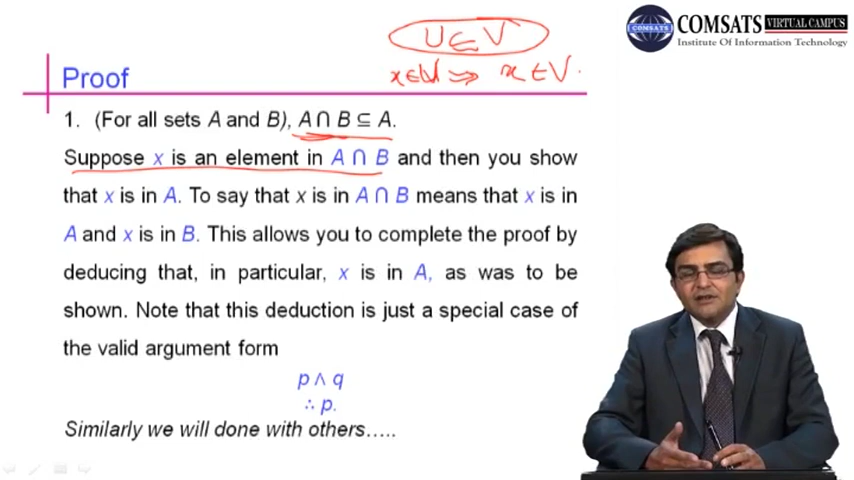 U ⊆ V
x ∈ U ⇒ x ∈ V.
COMSATS VIRTUAL CAMPUS
Institute Of Information Technology
Proof
1. (For all sets A and B), A ∩ B ⊆ A.
Suppose x is an element in A ∩ B and then you show
that x is in A. To say that x is in A ∩ B means that x is in
A and x is in B. This allows you to complete the proof by
deducing that, in particular, x is in A, as was to be
shown. Note that this deduction is just a special case of
the valid argument form
p ∧ q
∴ p.
Similarly we will done with others.....